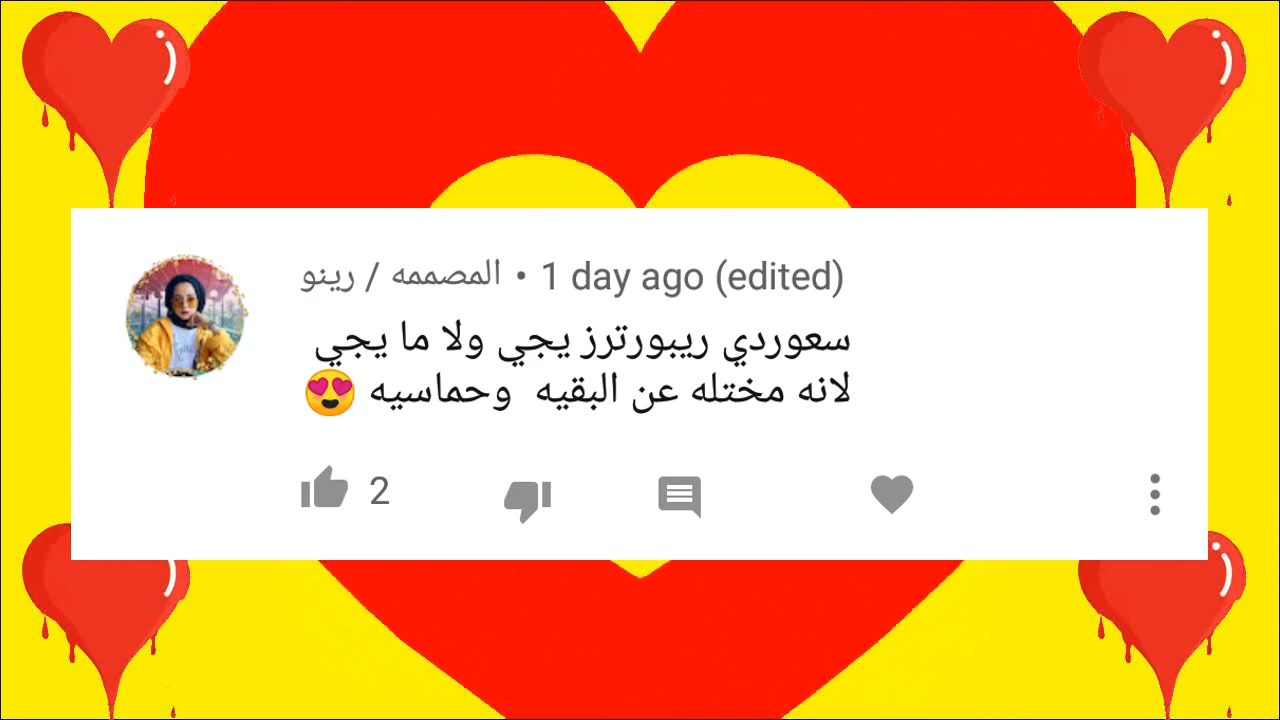 المصممه / رينو • 1 day ago (edited)
سعوردي ريبورترز يجي ولا ما يجي
لانه مختله عن البقيه وحماسيه 😍
2